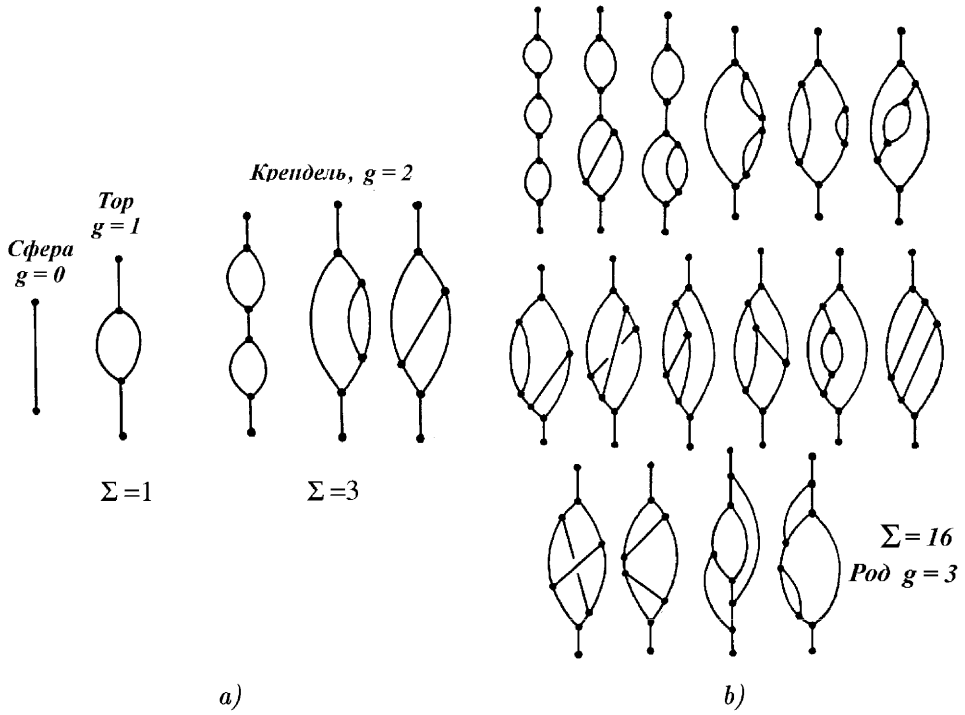 Крендель, g = 2
Тор
g = 1
Сфера
g = 0
Σ =1
Σ =3
Σ = 16
Род g = 3
a)
b)